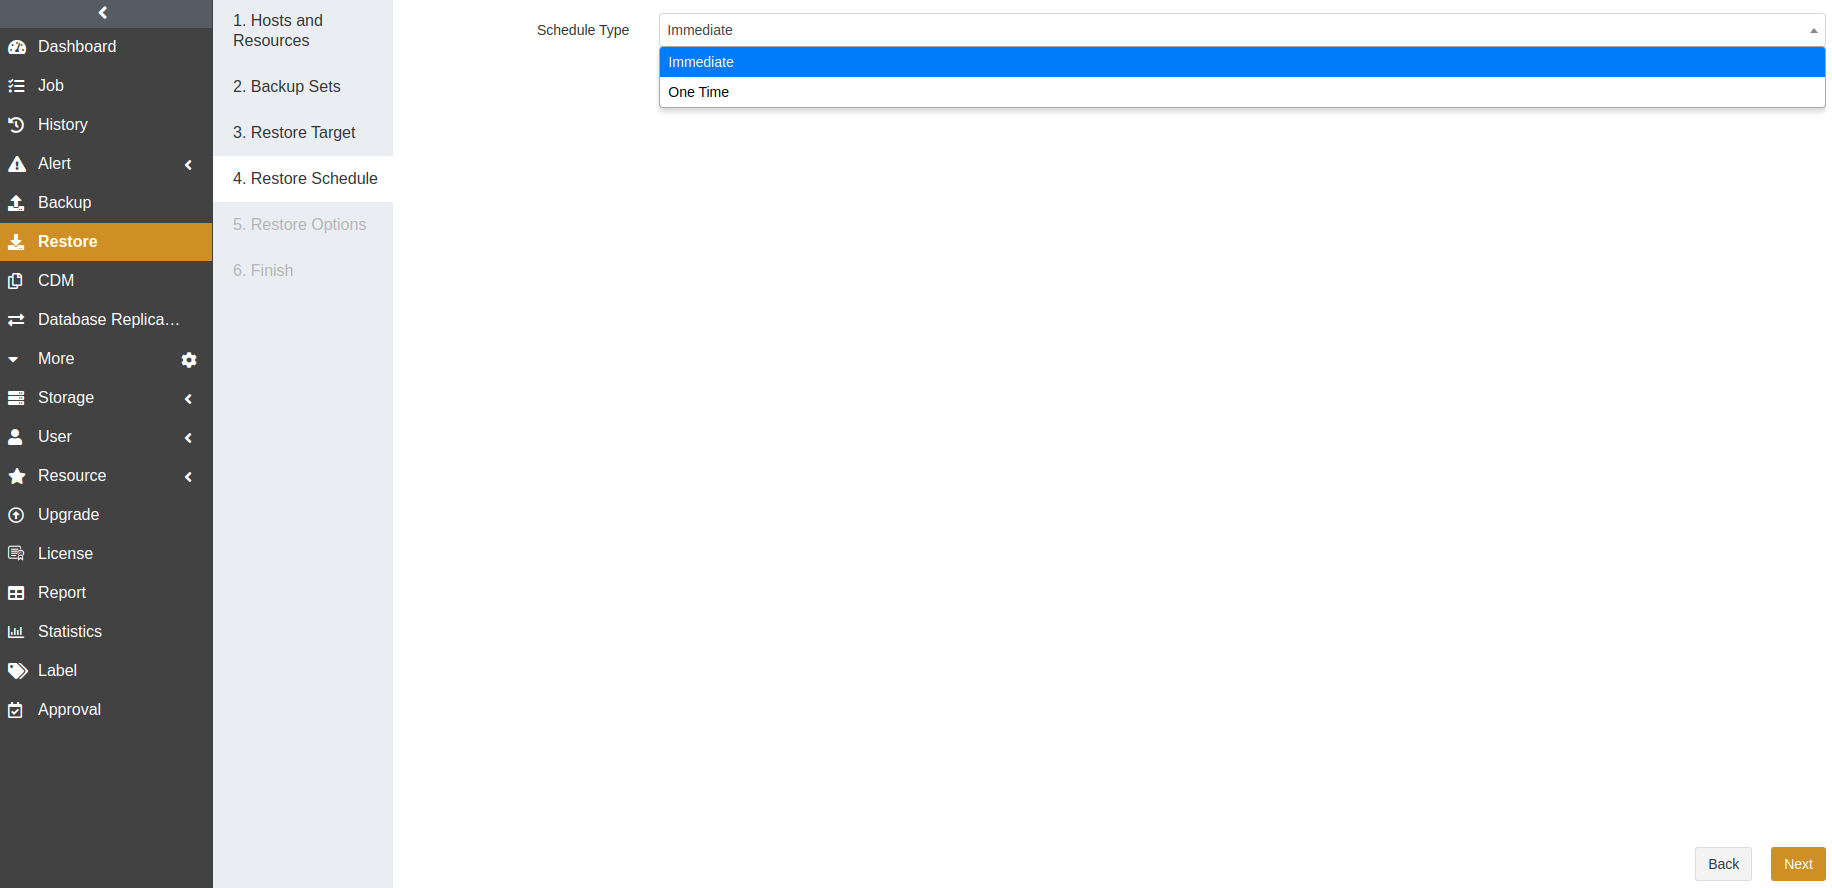 Dashboard
Job
History
Alert
Backup
Restore
CDM
Database Replica…
More
Storage
User
Resource
Upgrade
License
Report
Statistics
Label
Approval
1. Hosts and
Resources
2. Backup Sets
3. Restore Target
4. Restore Schedule
5. Restore Options
6. Finish
Schedule Type
Immediate
Immediate
One Time
Back
Next